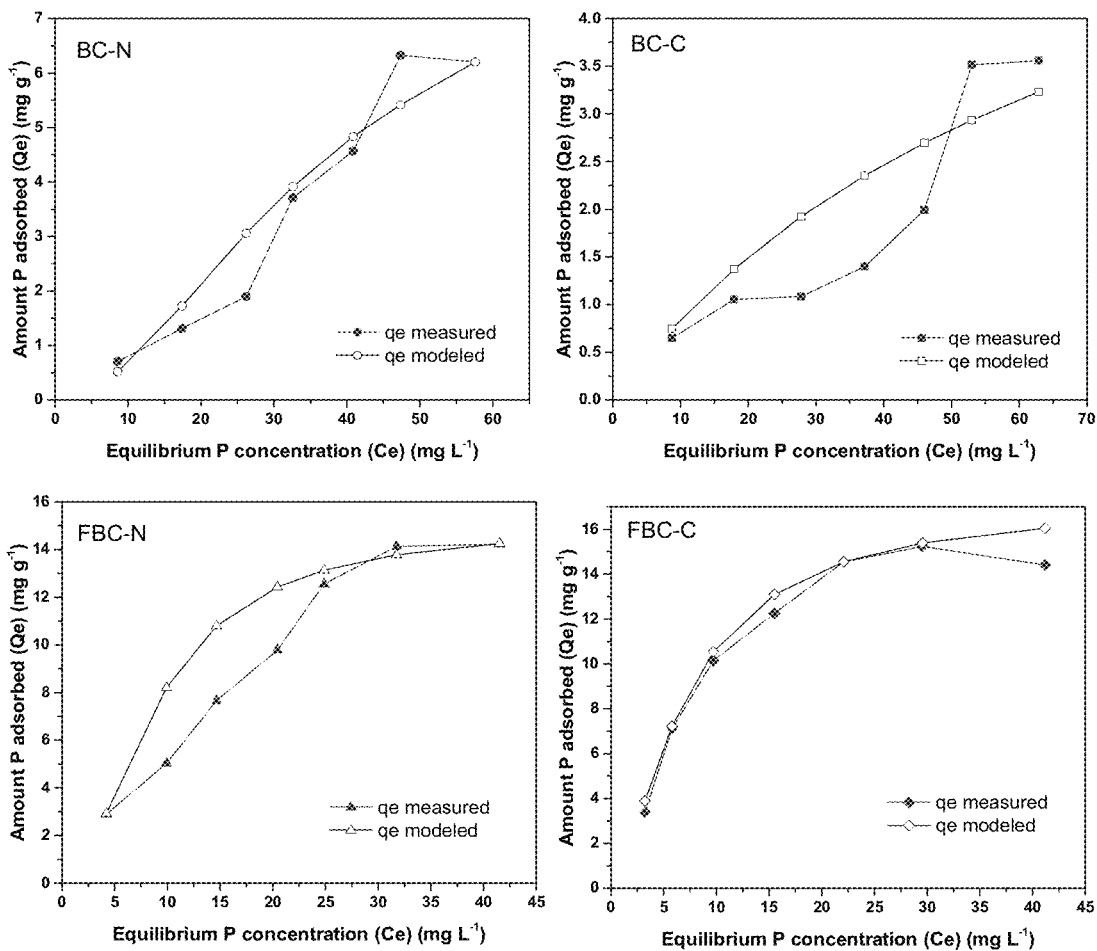 BC-N
Amount P adsorbed (Qe) (mg g-1)
7
6
5
4
3
2
1
0
qe measured
qe modeled
0 10 20 30 40 50 60
Equilibrium P concentration (Ce) (mg L-1)
BC-C
Amount P adsorbed (Qe) (mg g-1)
4.0
3.5
3.0
2.5
2.0
1.5
1.0
0.5
0.0
qe measured
qe modeled
0 10 20 30 40 50 60 70
Equilibrium P concentration (Ce) (mg L-1)
FBC-N
Amount P adsorbed (Qe) (mg g-1)
16
14
12
10
8
6
4
2
0
qe measured
qe modeled
0 5 10 15 20 25 30 35 40 45
Equilibrium P concentration (Ce) (mg L-1)
FBC-C
Amount P adsorbed (Qe) (mg g-1)
16
14
12
10
8
6
4
2
0
qe measured
qe modeled
0 5 10 15 20 25 30 35 40 45
Equilibrium P concentration (Ce) (mg L-1)